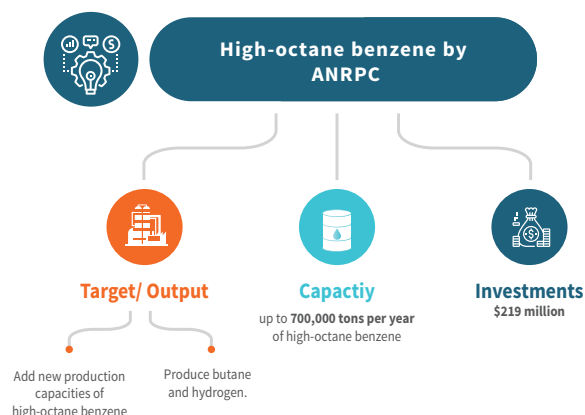 High-octane benzene by
ANRPC
Target/ Output
Capactiy
Investments
up to 700,000 tons per year
of high-octane benzene
$219 million
Add new production
capacities of
high-octane benzene
Produce butane
and hydrogen.